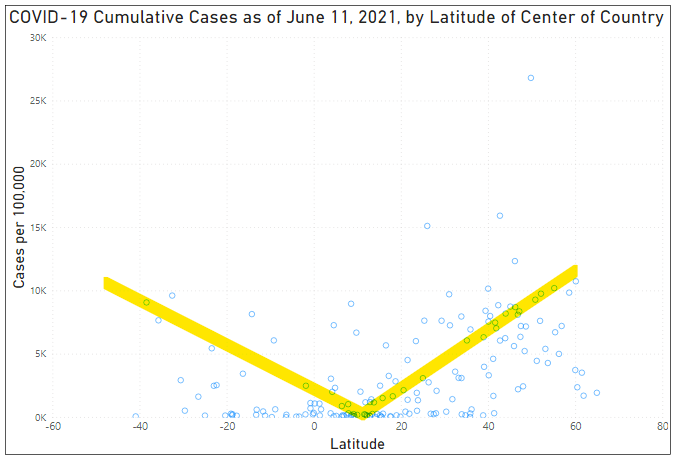 COVID-19 Cumulative Cases as of June 11, 2021, by Latitude of Center of Country
30K
25K
20K
15K
10K
5K
0K
Cases per 100,000
-60 -40 -20 0 20 40 60 80
Latitude